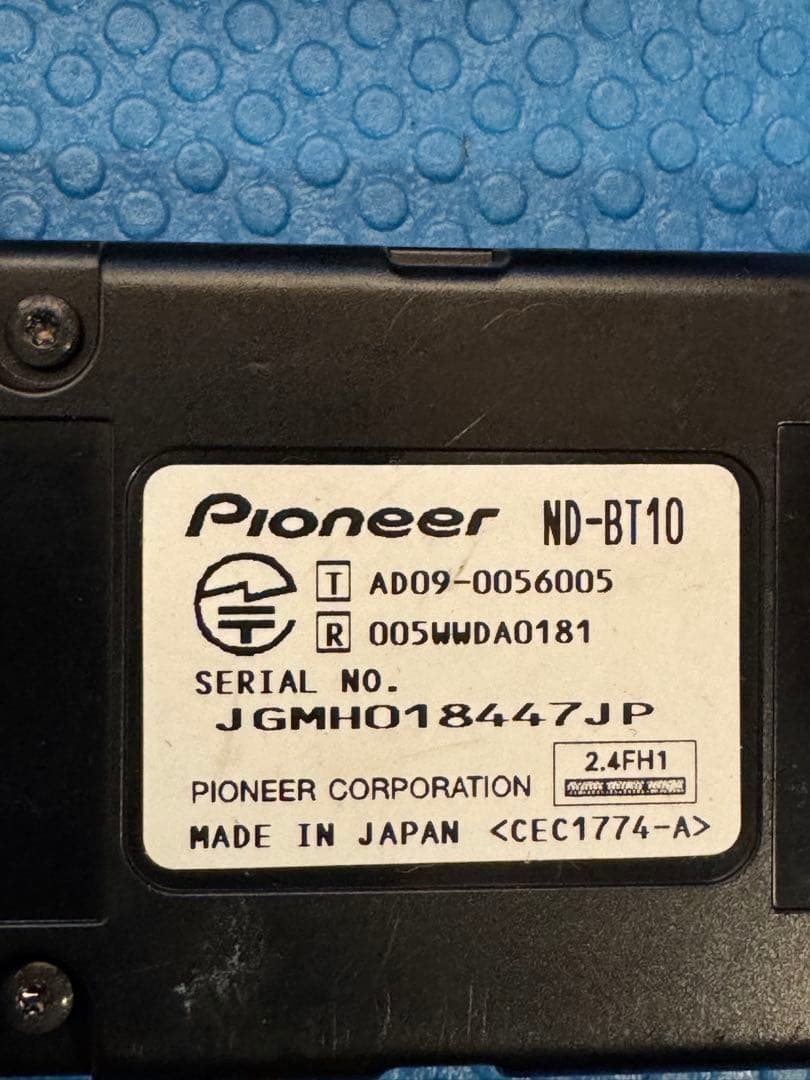 Pioneer ND-BT10
T AD09-0056005
R 005WWDA0181
SERIAL NO.
JGMH018447JP
2.4FH1
PIONEER CORPORATION
MADE IN JAPAN <CEC1774-A>